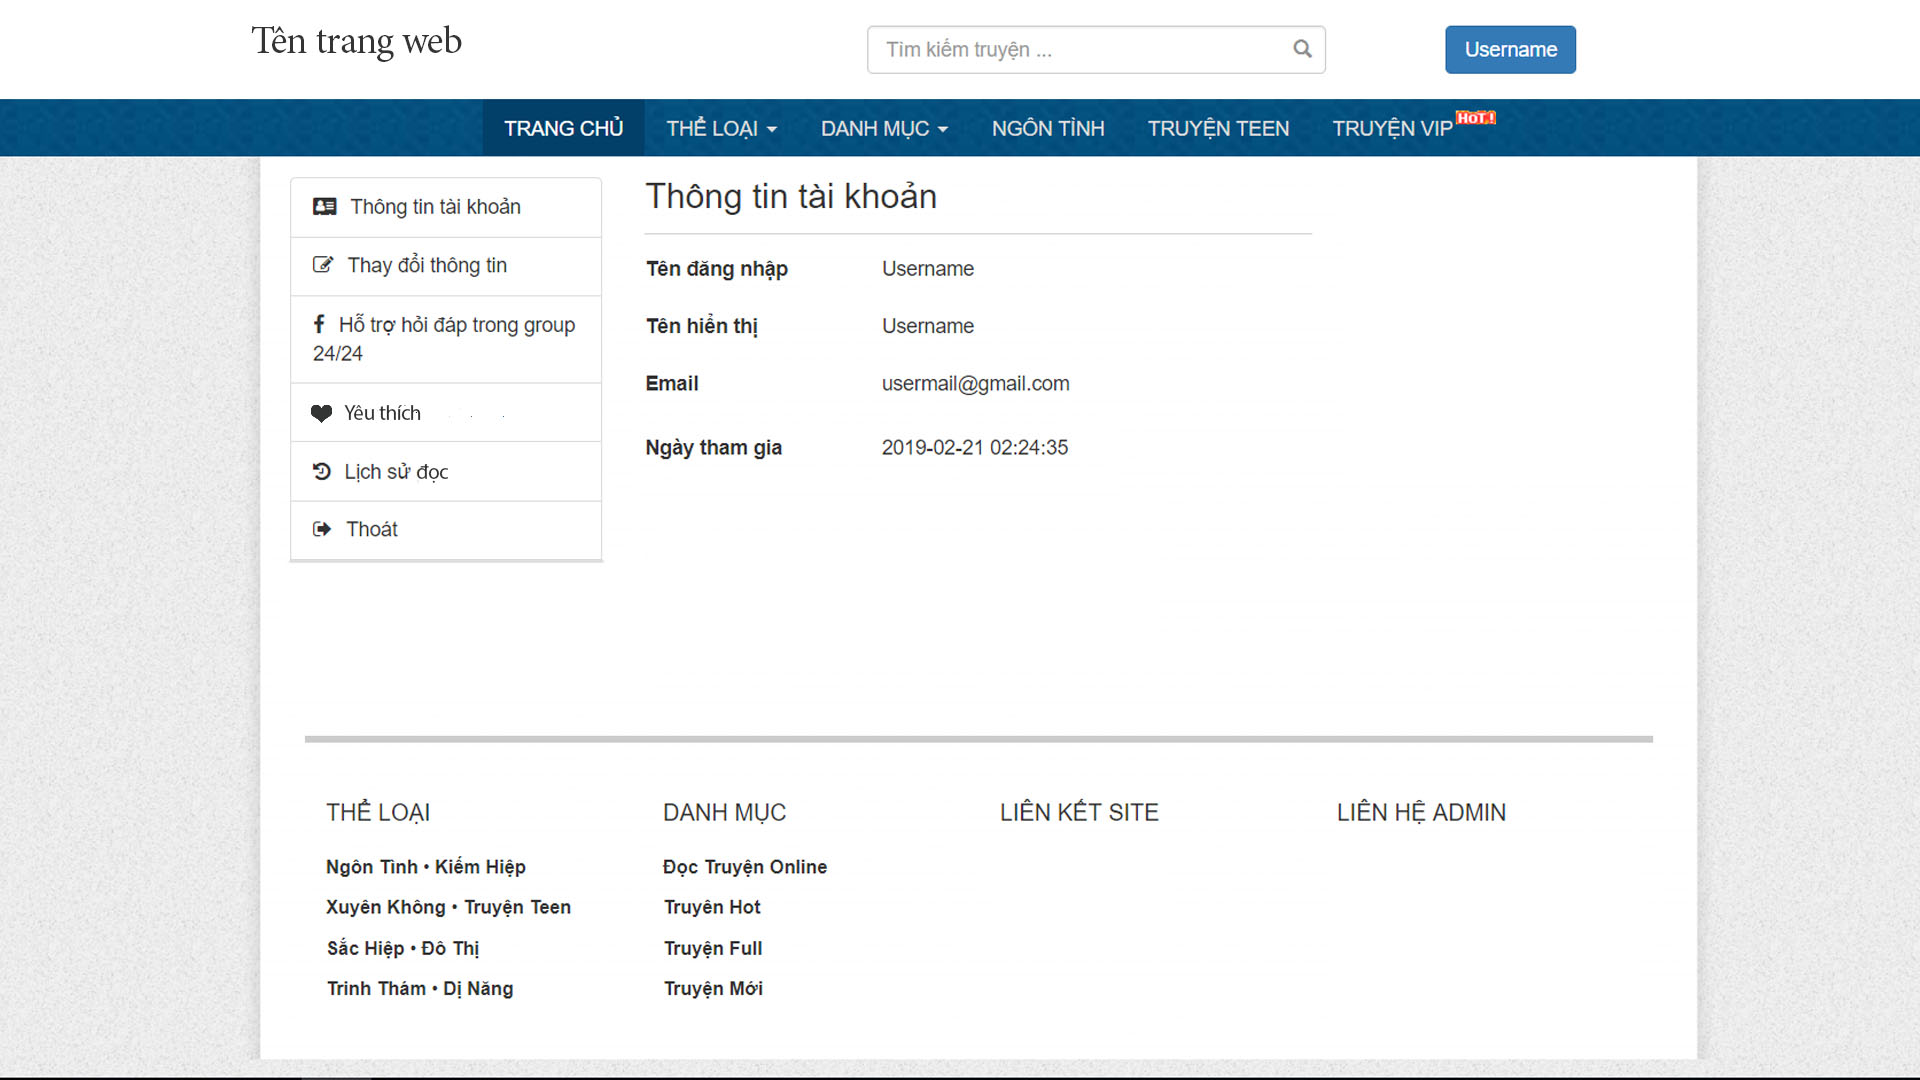 Tên trang web
Tìm kiếm truyện ...
Username
TRANG CHỦ THỂ LOẠI DANH MỤC NGÔN TÌNH TRUYỆN TEEN TRUYỆN VIP HOT!
Thông tin tài khoản
Thay đổi thông tin
Hỗ trợ hỏi đáp trong group
24/24
Yêu thích
Lịch sử đọc
Thoát
Thông tin tài khoản
Tên đăng nhập Username
Tên hiển thị Username
Email usermail@gmail.com
Ngày tham gia 2019-02-21 02:24:35
THỂ LOẠI
Ngôn Tình • Kiếm Hiệp
Xuyên Không • Truyện Teen
Sắc Hiệp • Đô Thị
Trinh Thám • Dị Năng
DANH MỤC
Đọc Truyện Online
Truyện Hot
Truyện Full
Truyện Mới
LIÊN KẾT SITE
LIÊN HỆ ADMIN